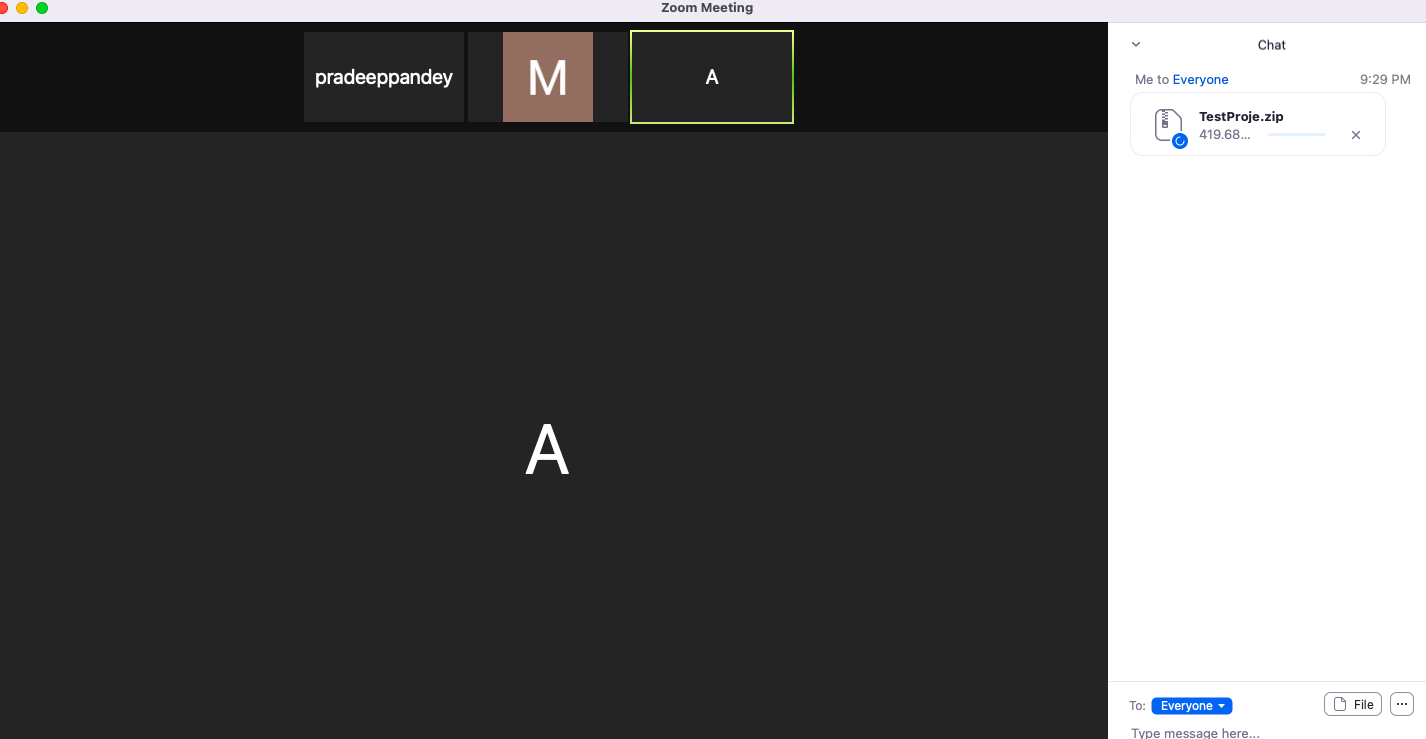 Zoom Meeting
pradeeppandey
M
A
A
Chat
Me to Everyone 9:29 PM
TestProje.zip
419.68...
To: Everyone
File
Type message here...